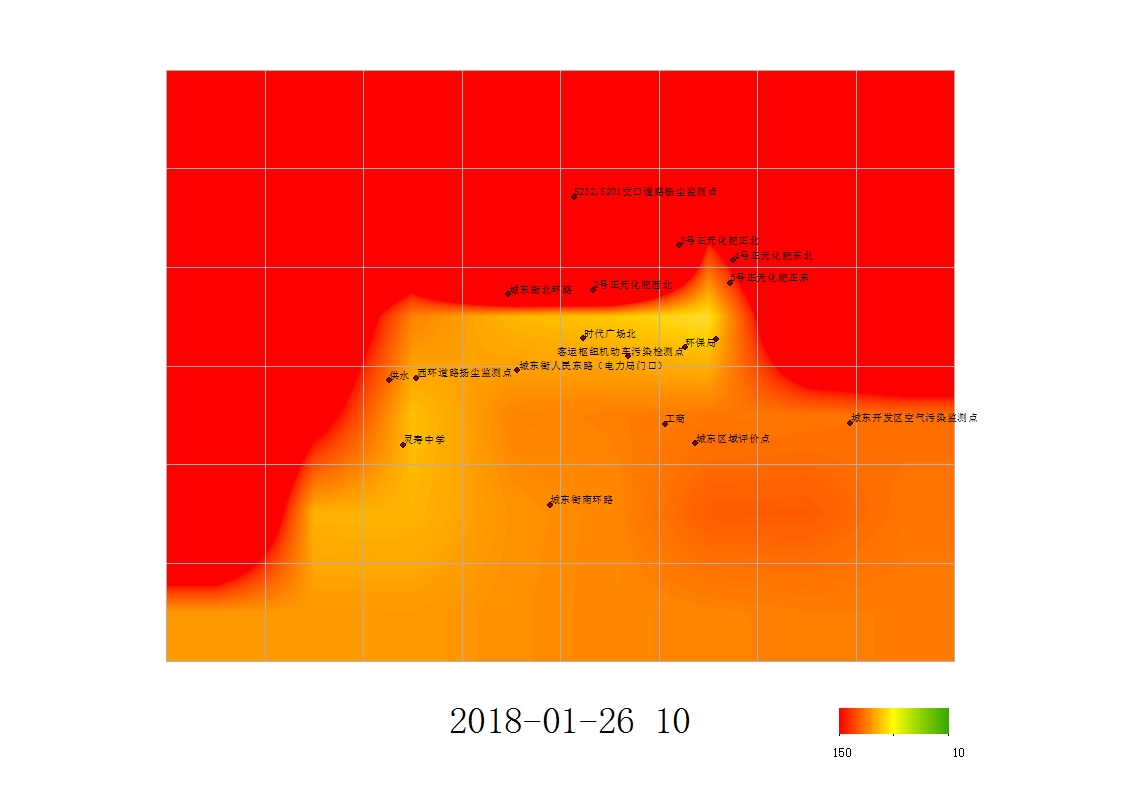 S232,S201交口道路扬尘监测点
3号正元化肥正北
4号正元化肥东北
5号正元化肥正东
2号正元化肥西北
城东街北环路
时代广场北
环保局
客运枢纽机动车污染检测点
城东街人民东路（电力局门口）
西环道路扬尘监测点
供水
工商
城东开发区空气污染监测点
城东区域评价点
灵寿中学
城东街南环路
2018-01-26 10
150
10